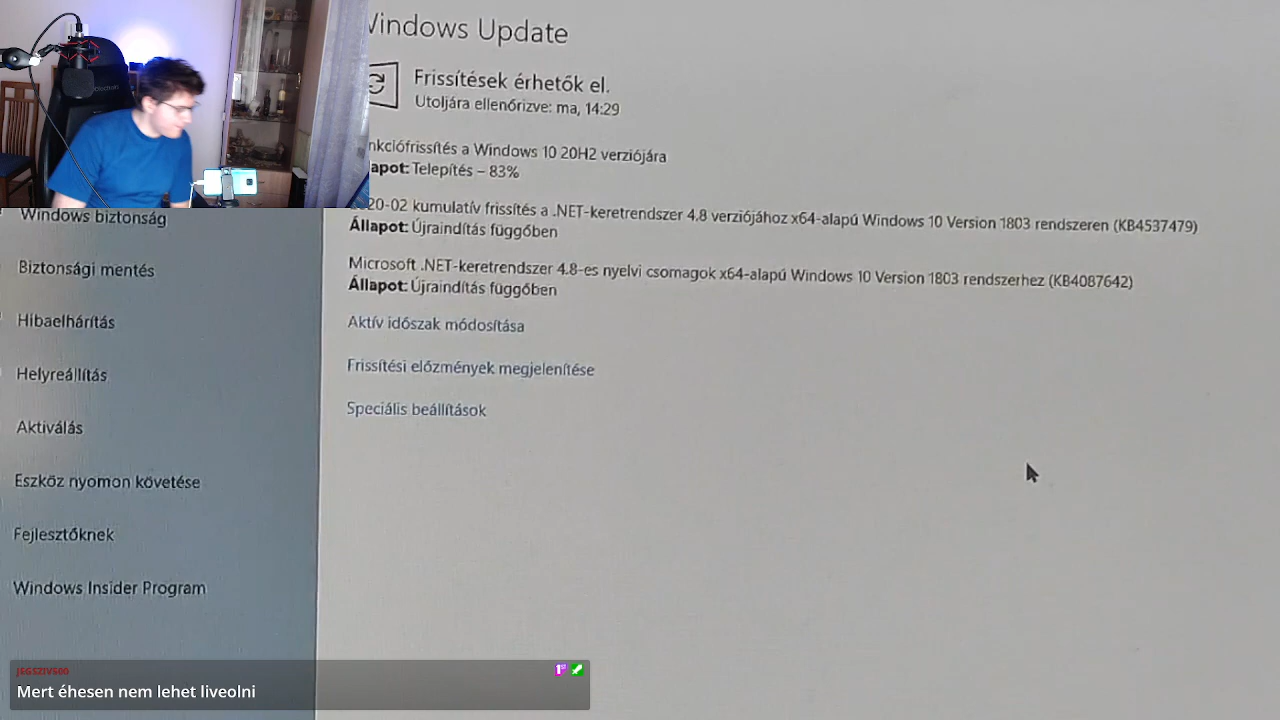 Windows Update
Frissítések érhetők el.
Utoljára ellenőrizve: ma, 14:29
nkciófrissítés a Windows 10 20H2 verziójára
apot: Telepítés – 83%
20-02 kumulatív frissítés a .NET-keretrendszer 4.8 verziójához x64-alapú Windows 10 Version 1803 rendszeren (KB4537479)
Állapot: Újraindítás függőben
Microsoft .NET-keretrendszer 4.8-es nyelvi csomagok x64-alapú Windows 10 Version 1803 rendszerhez (KB4087642)
Állapot: Újraindítás függőben
Aktív időszak módosítása
Frissítési előzmények megjelenítése
Speciális beállítások
Windows biztonság
Biztonsági mentés
Hibaelhárítás
Helyreállítás
Aktiválás
Eszköz nyomon követése
Fejlesztőknek
Windows Insider Program
JEGSZIV600
Mert éhesen nem lehet liveolni